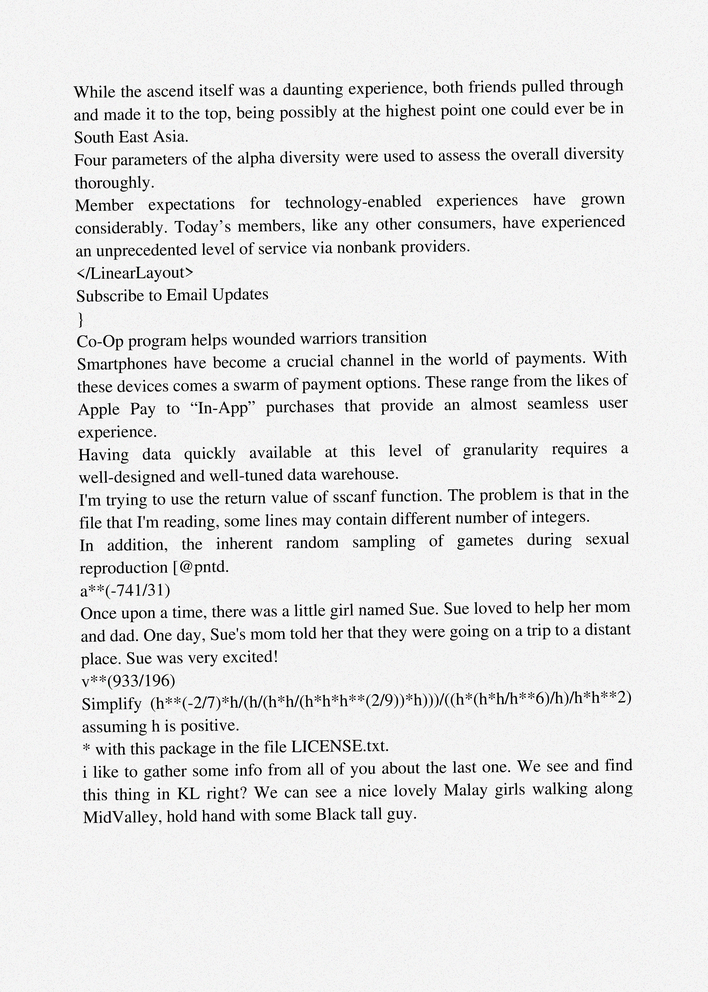 While the ascend itself was a daunting experience, both friends pulled through
and made it to the top, being possibly at the highest point one could ever be in
South East Asia.
Four parameters of the alpha diversity were used to assess the overall diversity
thoroughly.
Member expectations for technology-enabled experiences have grown
considerably. Today’s members, like any other consumers, have experienced
an unprecedented level of service via nonbank providers.
</LinearLayout>
Subscribe to Email Updates
}
Co-Op program helps wounded warriors transition
Smartphones have become a crucial channel in the world of payments. With
these devices comes a swarm of payment options. These range from the likes of
Apple Pay to “In-App” purchases that provide an almost seamless user
experience.
Having data quickly available at this level of granularity requires a
well-designed and well-tuned data warehouse.
I'm trying to use the return value of sscanf function. The problem is that in the
file that I'm reading, some lines may contain different number of integers.
In addition, the inherent random sampling of gametes during sexual
reproduction [@pntd.
a**(-741/31)
Once upon a time, there was a little girl named Sue. Sue loved to help her mom
and dad. One day, Sue's mom told her that they were going on a trip to a distant
place. Sue was very excited!
v**(933/196)
Simplify (h**(-2/7)*h/(h/(h*h/(h*h*h**(2/9))*h)))/((h*(h*h/h**6)/h)/h*h**2)
assuming h is positive.
* with this package in the file LICENSE.txt.
i like to gather some info from all of you about the last one. We see and find
this thing in KL right? We can see a nice lovely Malay girls walking along
MidValley, hold hand with some Black tall guy.